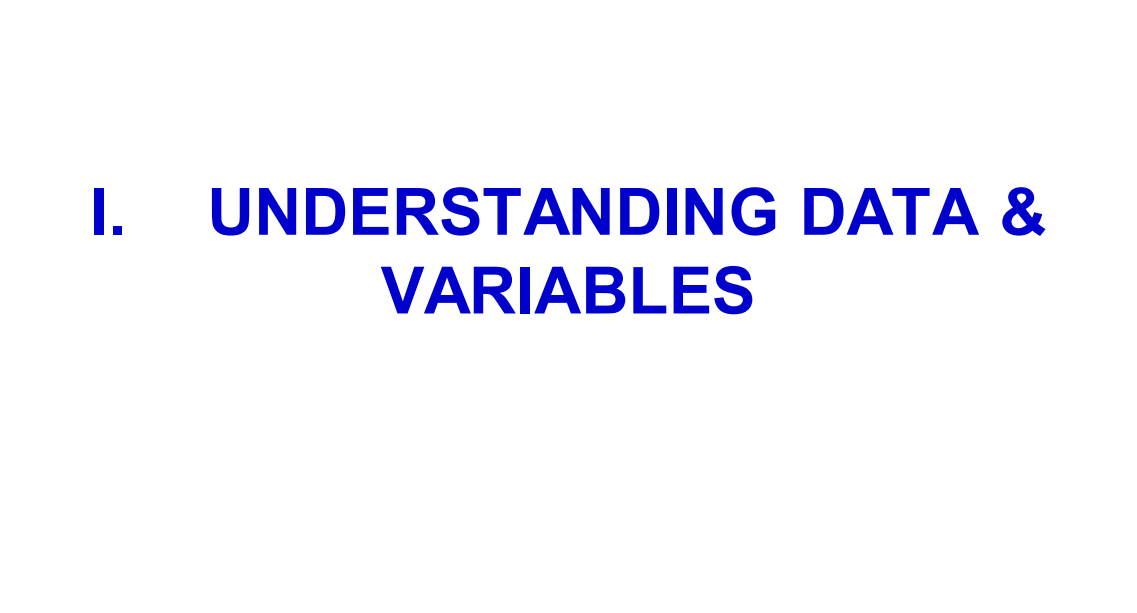 I. UNDERSTANDING DATA &
VARIABLES